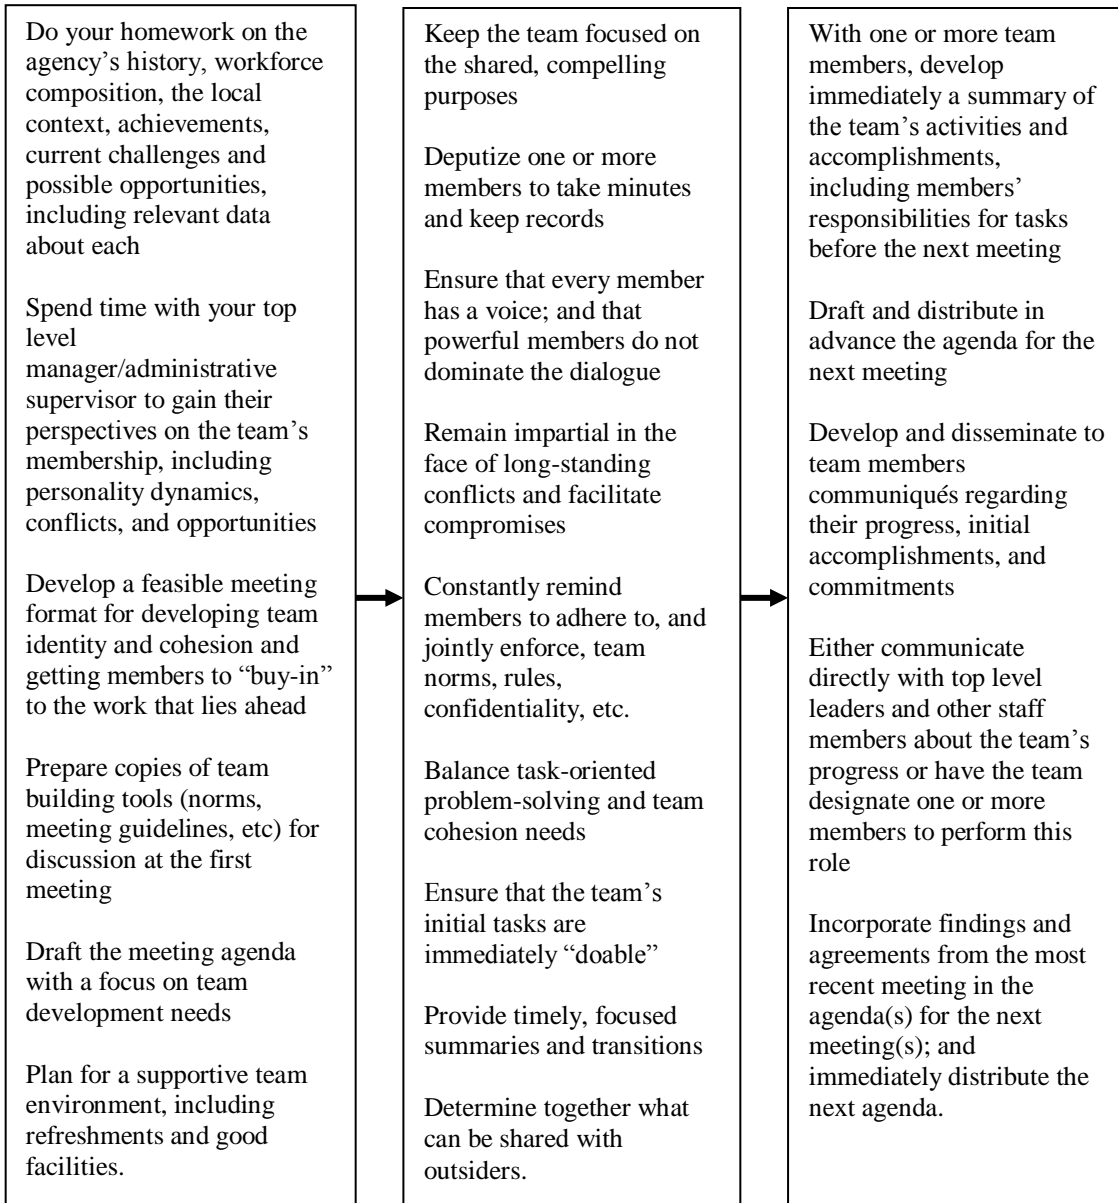 Do your homework on the
agency’s history, workforce
composition, the local
context, achievements,
current challenges and
possible opportunities,
including relevant data
about each
Spend time with your top
level
manager/administrative
supervisor to gain their
perspectives on the team’s
membership, including
personality dynamics,
conflicts, and opportunities
Develop a feasible meeting
format for developing team
identity and cohesion and
getting members to “buy-in”
to the work that lies ahead
Prepare copies of team
building tools (norms,
meeting guidelines, etc) for
discussion at the first
meeting
Draft the meeting agenda
with a focus on team
development needs
Plan for a supportive team
environment, including
refreshments and good
facilities.
Keep the team focused on
the shared, compelling
purposes
Deputize one or more
members to take minutes
and keep records
Ensure that every member
has a voice; and that
powerful members do not
dominate the dialogue
Remain impartial in the
face of long-standing
conflicts and facilitate
compromises
Constantly remind
members to adhere to, and
jointly enforce, team
norms, rules,
confidentiality, etc.
Balance task-oriented
problem-solving and team
cohesion needs
Ensure that the team’s
initial tasks are
immediately “doable”
Provide timely, focused
summaries and transitions
Determine together what
can be shared with
outsiders.
With one or more team
members, develop
immediately a summary of
the team’s activities and
accomplishments,
including members’
responsibilities for tasks
before the next meeting
Draft and distribute in
advance the agenda for the
next meeting
Develop and disseminate to
team members
communiqués regarding
their progress, initial
accomplishments, and
commitments
Either communicate
directly with top level
leaders and other staff
members about the team’s
progress or have the team
designate one or more
members to perform this
role
Incorporate findings and
agreements from the most
recent meeting in the
agenda(s) for the next
meeting(s); and
immediately distribute the
next agenda.